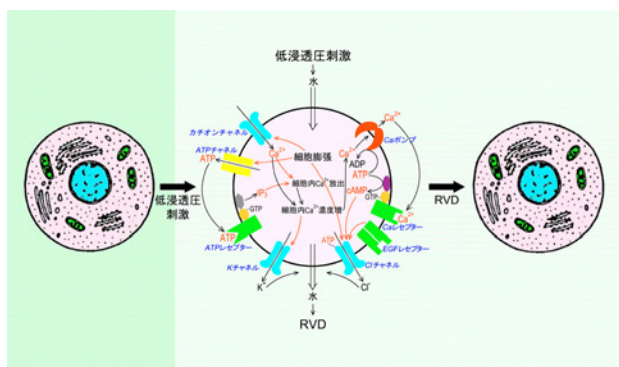 低浸透圧刺激
水
カチオンチャネル
Ca²⁺
Ca²⁺
Caポンプ
ATPチャネル
ATP
細胞膨張
ADP
ATP
細胞内Ca²⁺放出
IP₃
GTP
cAMP
GTP
細胞内Ca²⁺濃度増
Ca²⁺
Caレセプター
ATP
ATPレセプター
ATP
EGFレセプター
Kチャネル
Clチャネル
K⁺
Cl⁻
水
RVD
低浸透圧
刺激
RVD